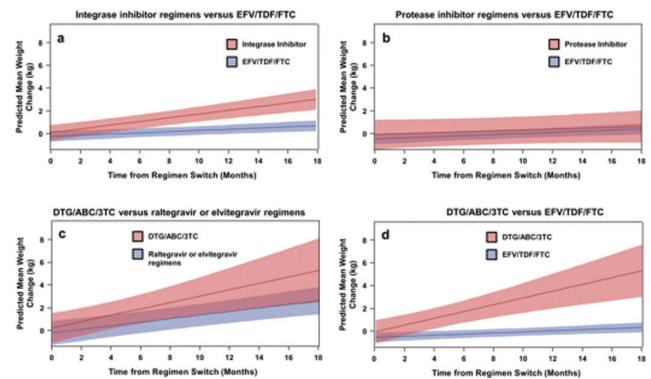 Integrase inhibitor regimens versus EFV/TDF/FTC
a
Integrase Inhibitor
EFV/TDF/FTC
Predicted Mean Weight
Change (kg)
8
6
4
2
0
0 2 4 6 8 10 12 14 16 18
Time from Regimen Switch (Months)
Protease inhibitor regimens versus EFV/TDF/FTC
b
Protease Inhibitor
EFV/TDF/FTC
Predicted Mean Weight
Change (kg)
8
6
4
2
0
0 2 4 6 8 10 12 14 16 18
Time from Regimen Switch (Months)
DTG/ABC/3TC versus raltegravir or elvitegravir regimens
c
DTG/ABC/3TC
Raltegravir or elvitegravir
regimens
Predicted Mean Weight
Change (kg)
8
6
4
2
0
0 2 4 6 8 10 12 14 16 18
Time from Regimen Switch (Months)
DTG/ABC/3TC versus EFV/TDF/FTC
d
DTG/ABC/3TC
EFV/TDF/FTC
Predicted Mean Weight
Change (kg)
8
6
4
2
0
0 2 4 6 8 10 12 14 16 18
Time from Regimen Switch (Months)